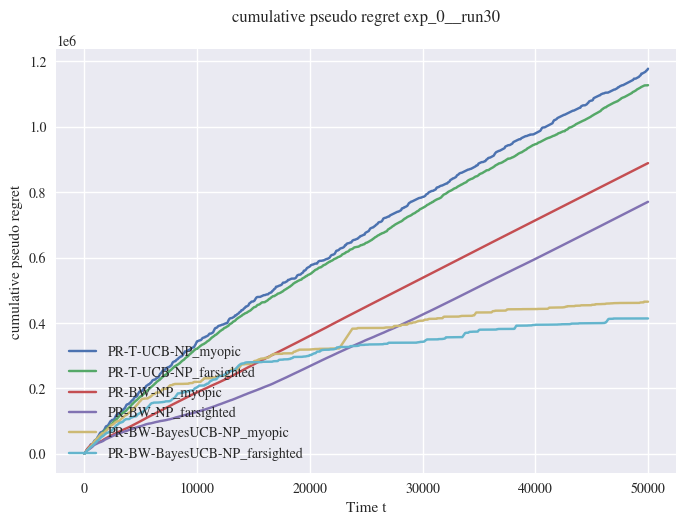 cumulative pseudo regret exp_0__run30
1e6
1.2
1.0
0.8
0.6
0.4
0.2
0.0
cumulative pseudo regret
PR-T-UCB-NP_myopic
PR-T-UCB-NP_farsighted
PR-BW-NP_myopic
PR-BW-NP_farsighted
PR-BW-BayesUCB-NP_myopic
PR-BW-BayesUCB-NP_farsighted
0 10000 20000 30000 40000 50000
Time t